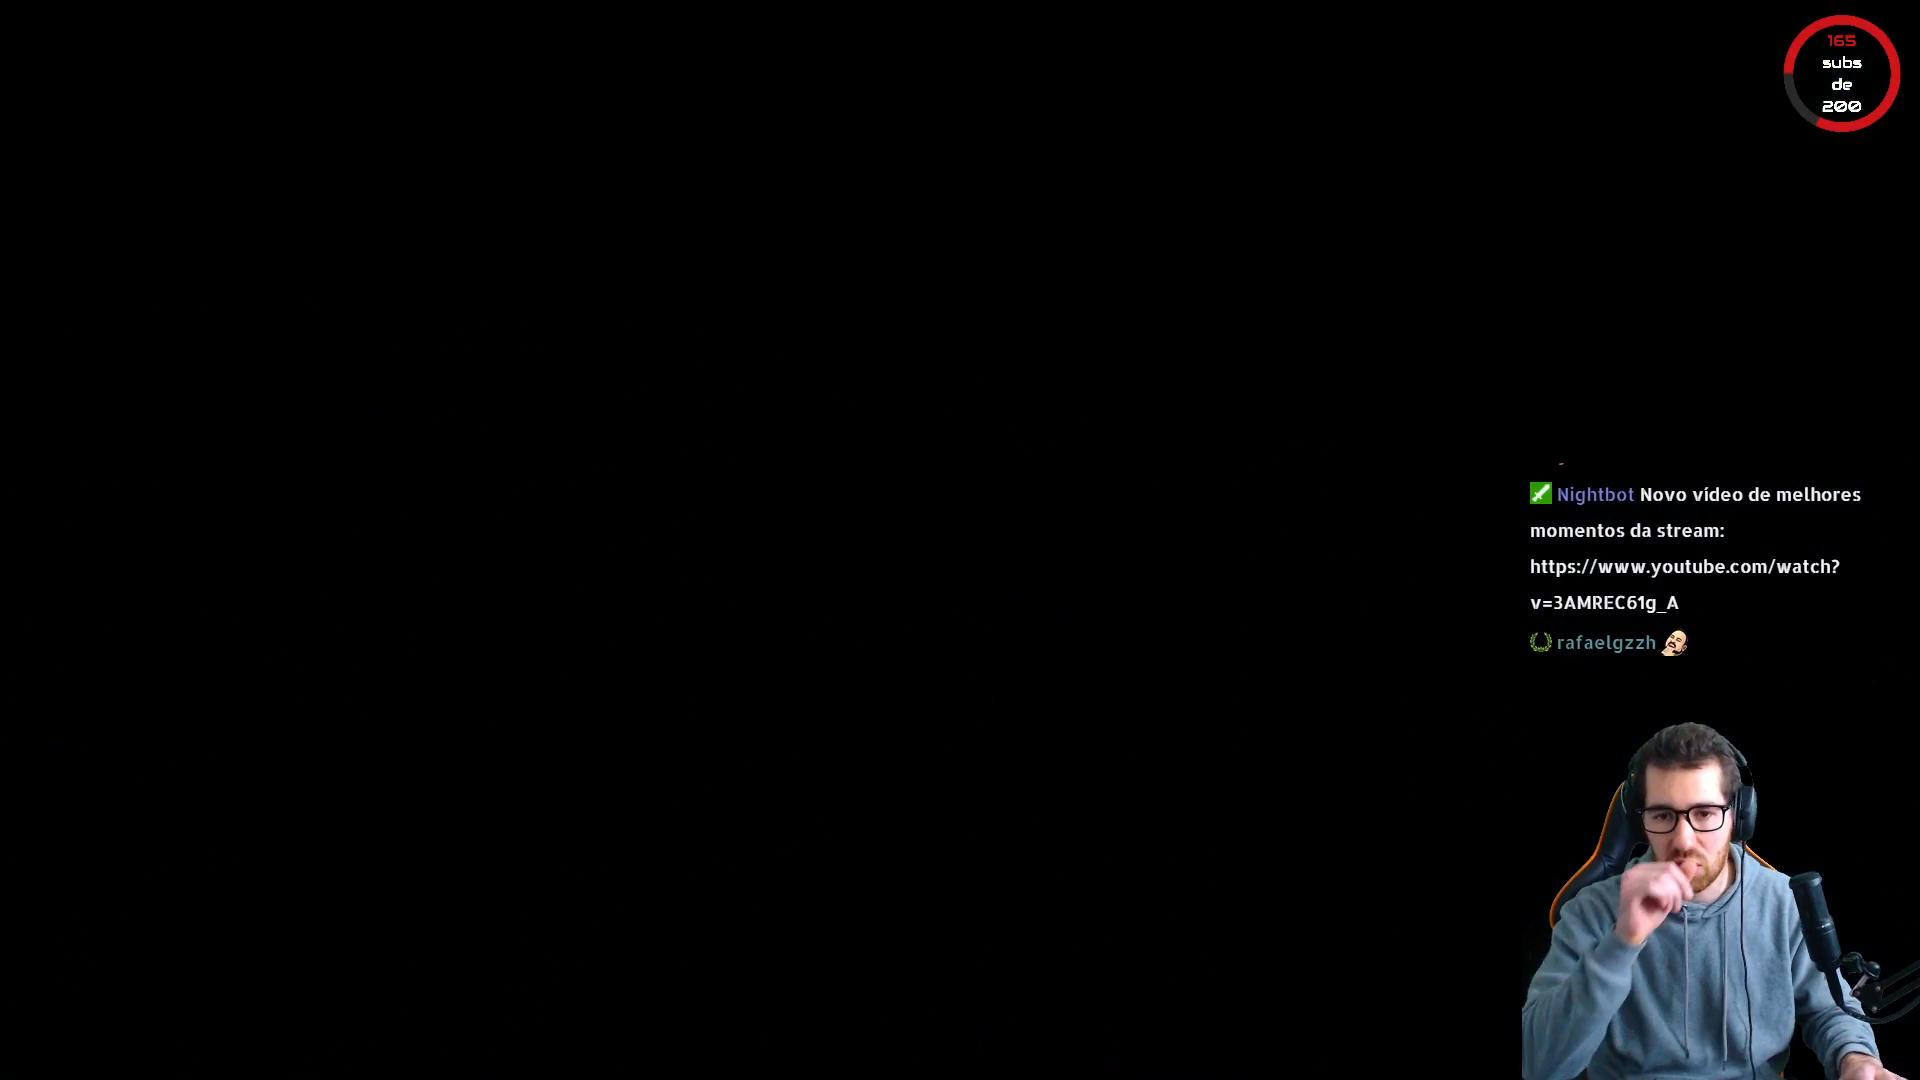 165
subs
de
200
Nightbot Novo vídeo de melhores
momentos da stream:
https://www.youtube.com/watch?
v=3AMREC61g_A
rafaelgzzh